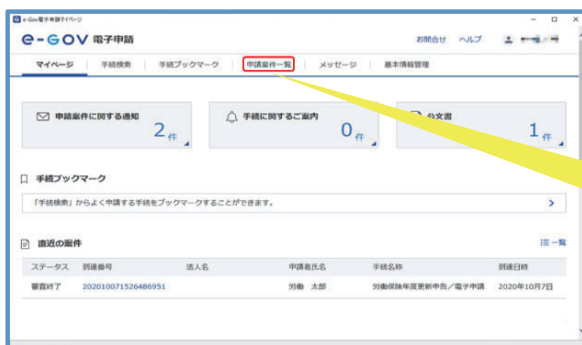 e-Gov電子申請マイページ
e-GOV 電子申請
お問合せ ヘルプ
マイページ 手続検索 手続ブックマーク 申請案件一覧 メッセージ 基本情報管理
申請案件に関する通知 2件
手続に関するご案内 0件
公文書 1件
手続ブックマーク
「手続検索」からよく申請する手続をブックマークすることができます。
直近の案件 一覧
ステータス 到達番号 法人名 申請者氏名 手続名称 到達日時
審査終了 202010071526486951 労働 太郎 労働保険年度更新申告／電子申請 2020年10月7日